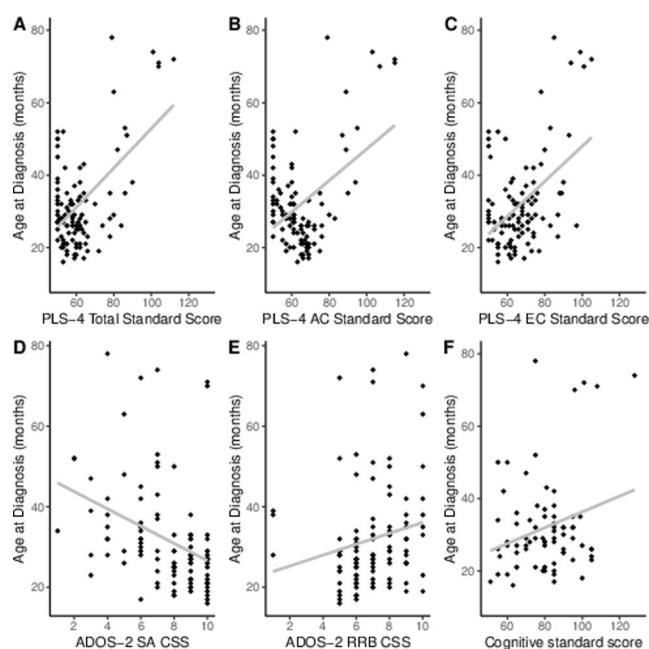 A
B
C
Age at Diagnosis (months)
80
60
40
20
60
80
100
120
PLS-4 Total Standard Score
Age at Diagnosis (months)
80
60
40
20
60
80
100
120
PLS-4 AC Standard Score
Age at Diagnosis (months)
80
60
40
20
60
80
100
120
PLS-4 EC Standard Score
D
E
F
Age at Diagnosis (months)
80
60
40
20
2
4
6
8
10
ADOS-2 SA CSS
Age at Diagnosis (months)
80
60
40
20
2
4
6
8
10
ADOS-2 RRB CSS
Age at Diagnosis (months)
80
60
40
20
60
80
100
120
Cognitive standard score